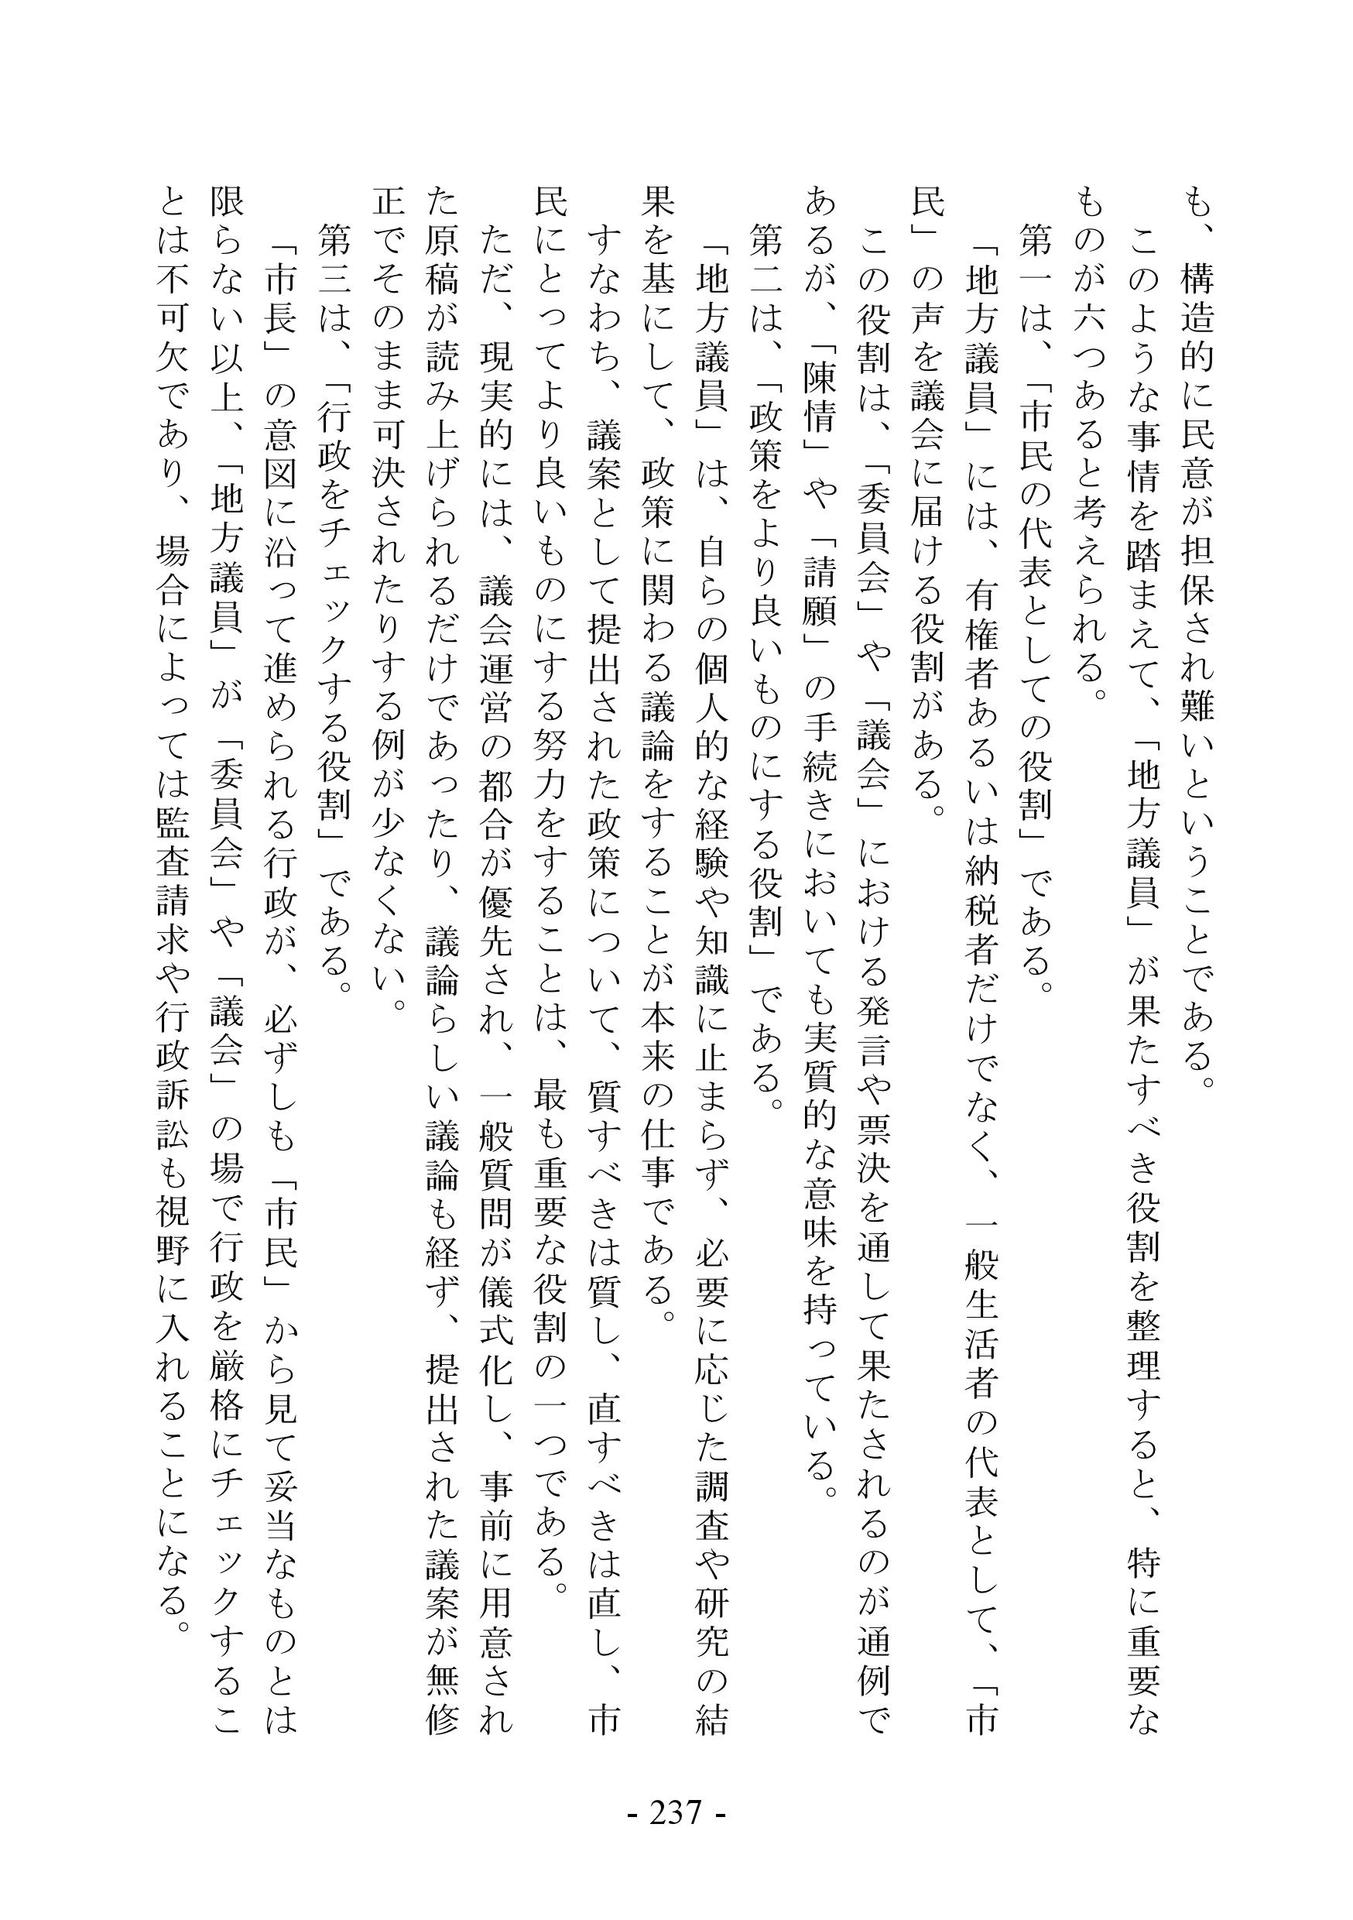 も、構造的に民意が担保され難いということである。
このような事情を踏まえて、「地方議員」が果たすべき役割を整理すると、特に重要な
ものが六つあると考えられる。
第一は、「市民の代表としての役割」である。
「地方議員」には、有権者あるいは納税者だけでなく、一般生活者の代表として、「市
民」の声を議会に届ける役割がある。
この役割は、「委員会」や「議会」における発言や票決を通して果たされるのが通例で
あるが、「陳情」や「請願」の手続きにおいても実質的な意味を持っている。
第二は、「政策をより良いものにする役割」である。
「地方議員」は、自らの個人的な経験や知識に止まらず、必要に応じた調査や研究の結
果を基にして、政策に関わる議論をすることが本来の仕事である。
すなわち、議案として提出された政策について、質すべきは質し、直すべきは直し、市
民にとってより良いものにする努力をすることは、最も重要な役割の一つである。
ただ、現実的には、議会運営の都合が優先され、一般質問が儀式化し、事前に用意され
た原稿が読み上げられるだけであったり、議論らしい議論も経ず、提出された議案が無修
正でそのまま可決されたりする例が少なくない。
第三は、「行政をチェックする役割」である。
「市長」の意図に沿って進められる行政が、必ずしも「市民」から見て妥当なものとは
限らない以上、「地方議員」が「委員会」や「議会」の場で行政を厳格にチェックするこ
とは不可欠であり、場合によっては監査請求や行政訴訟も視野に入れることになる。
- 237 -